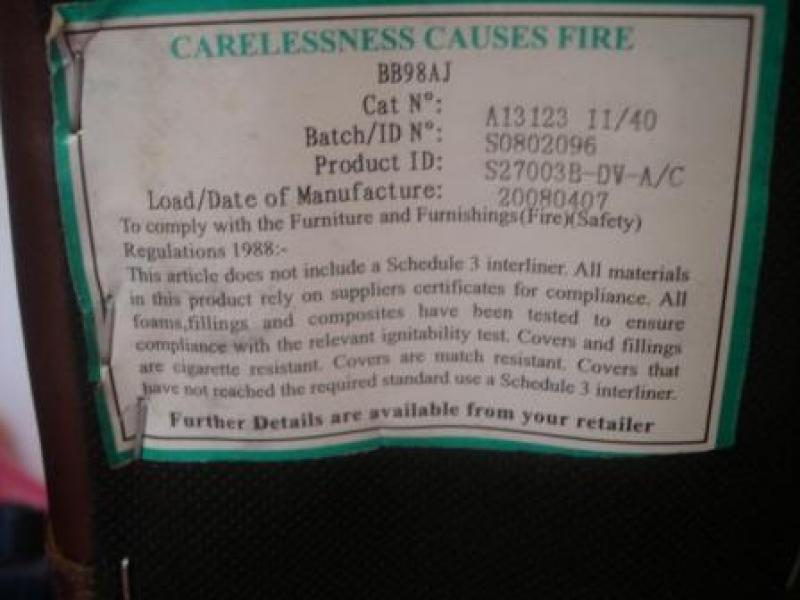 CARELESSNESS CAUSES FIRE
BB98AJ
Cat N°: A13123 11/40
Batch/ID N°: S0802096
Product ID: S27003B-DV-A/C
Load/Date of Manufacture: 20080407
To comply with the Furniture and Furnishings(Fire)(Safety)
Regulations 1988:-
This article does not include a Schedule 3 interliner. All materials
in this product rely on suppliers certificates for compliance. All
foams,fillings and composites have been tested to ensure
compliance with the relevant ignitability test. Covers and fillings
are cigarette resistant. Covers are match resistant. Covers that
have not reached the required standard use a Schedule 3 interliner.
Further Details are available from your retailer